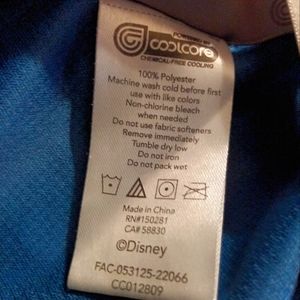 POWERED BY
COOLCORE
CHEMICAL-FREE COOLING
100% Polyester
Machine wash cold before first
use with like colors
Non-chlorine bleach
when needed
Do not use fabric softeners
Remove immediately
Tumble dry low
Do not iron
Do not pack wet
Made in China
RN#150281
CA# 58830
©Disney
FAC-053125-22066
CC012809